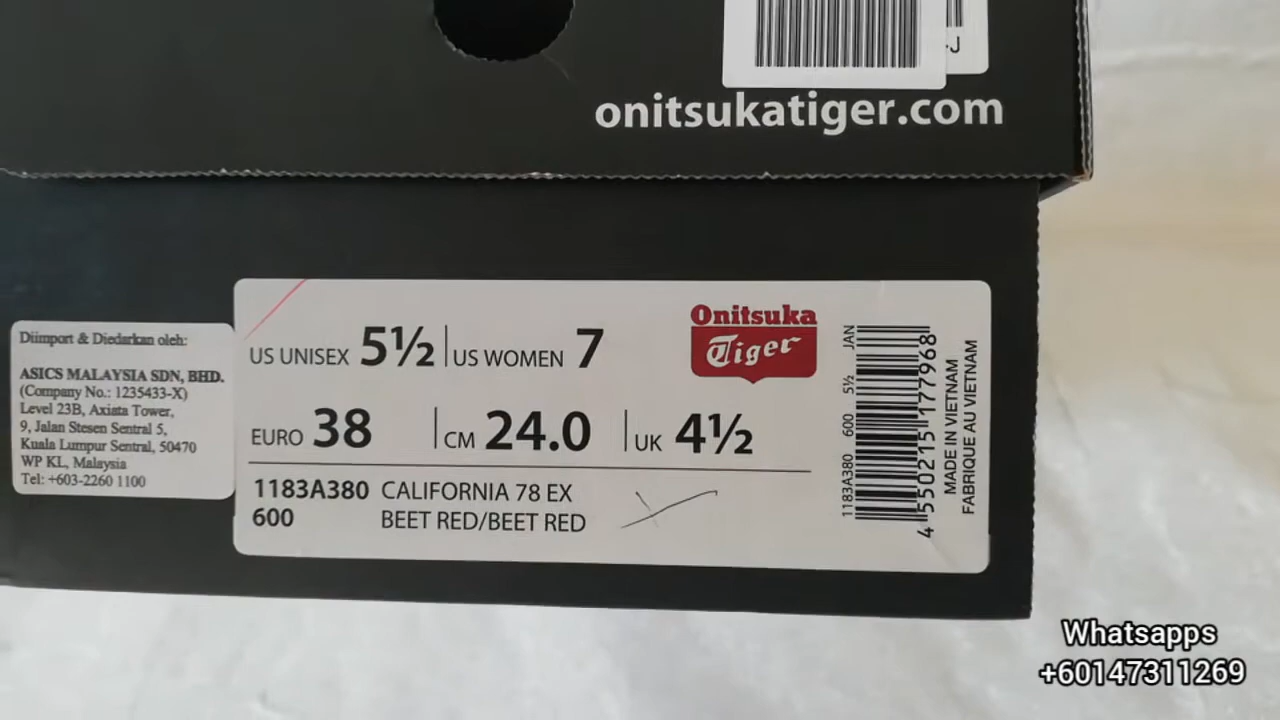 J
onitsukatiger.com
Diimport & Diedarkan oleh:
ASICS MALAYSIA SDN, BHD.
(Company No.: 1235433-X)
Level 23B, Axiata Tower,
9, Jalan Stesen Sentral 5,
Kuala Lumpur Sentral, 50470
WP KL, Malaysia
Tel: +603-2260 1100
US UNISEX 5½ US WOMEN 7
EURO 38 CM 24.0 UK 4½
1183A380 CALIFORNIA 78 EX
600 BEET RED/BEET RED
Onitsuka
Tiger
1183A380 600 5½ JAN
4 550215 177968
MADE IN VIETNAM
FABRIQUE AU VIETNAM
Whatsapps
+60147311269